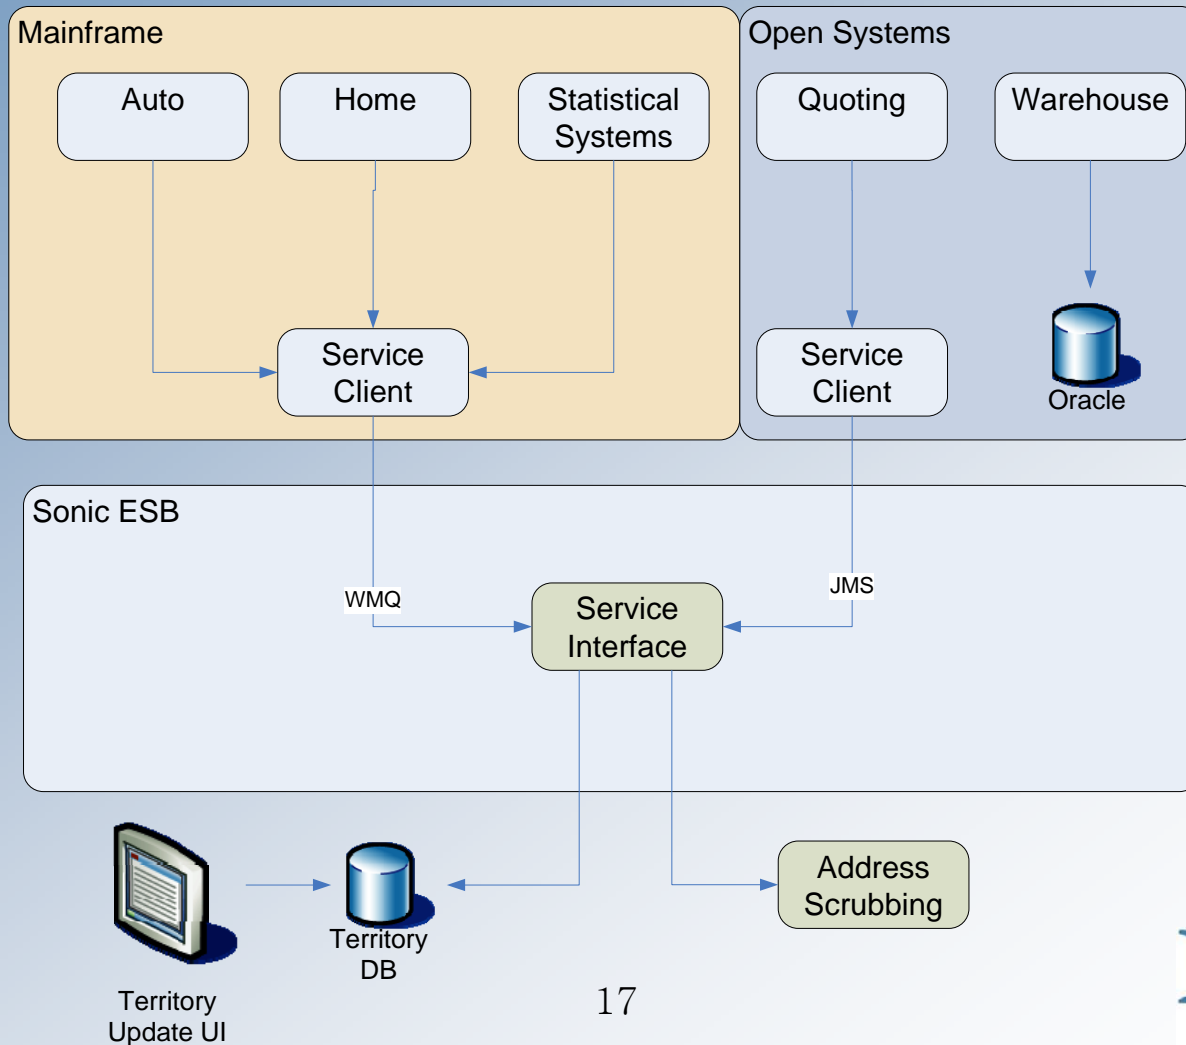 Mainframe
Open Systems
Auto
Home
Statistical
Systems
Quoting
Warehouse
Service
Client
Service
Client
Oracle
Sonic ESB
WMQ
JMS
Service
Interface
Address
Scrubbing
Territory
DB
Territory
Update UI
17